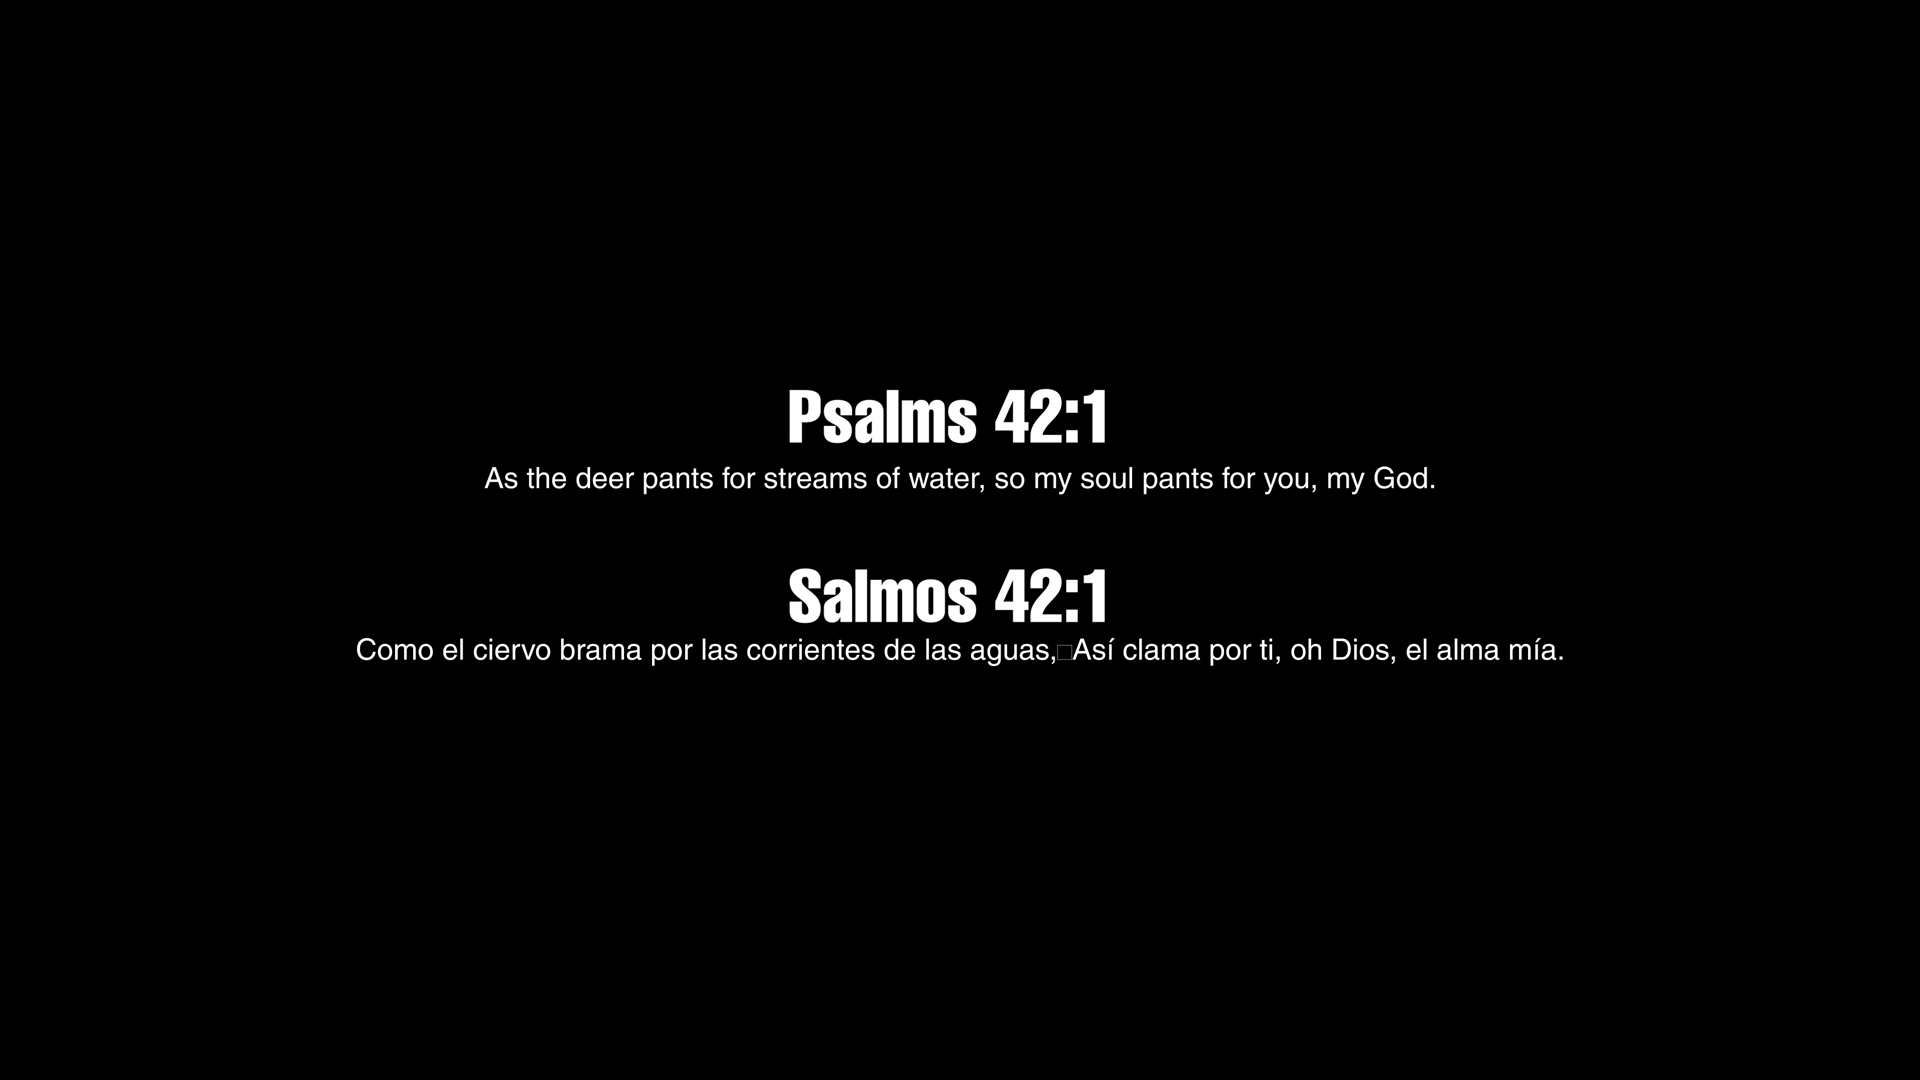 Psalms 42:1
As the deer pants for streams of water, so my soul pants for you, my God.
Salmos 42:1
Como el ciervo brama por las corrientes de las aguas,□Así clama por ti, oh Dios, el alma mía.